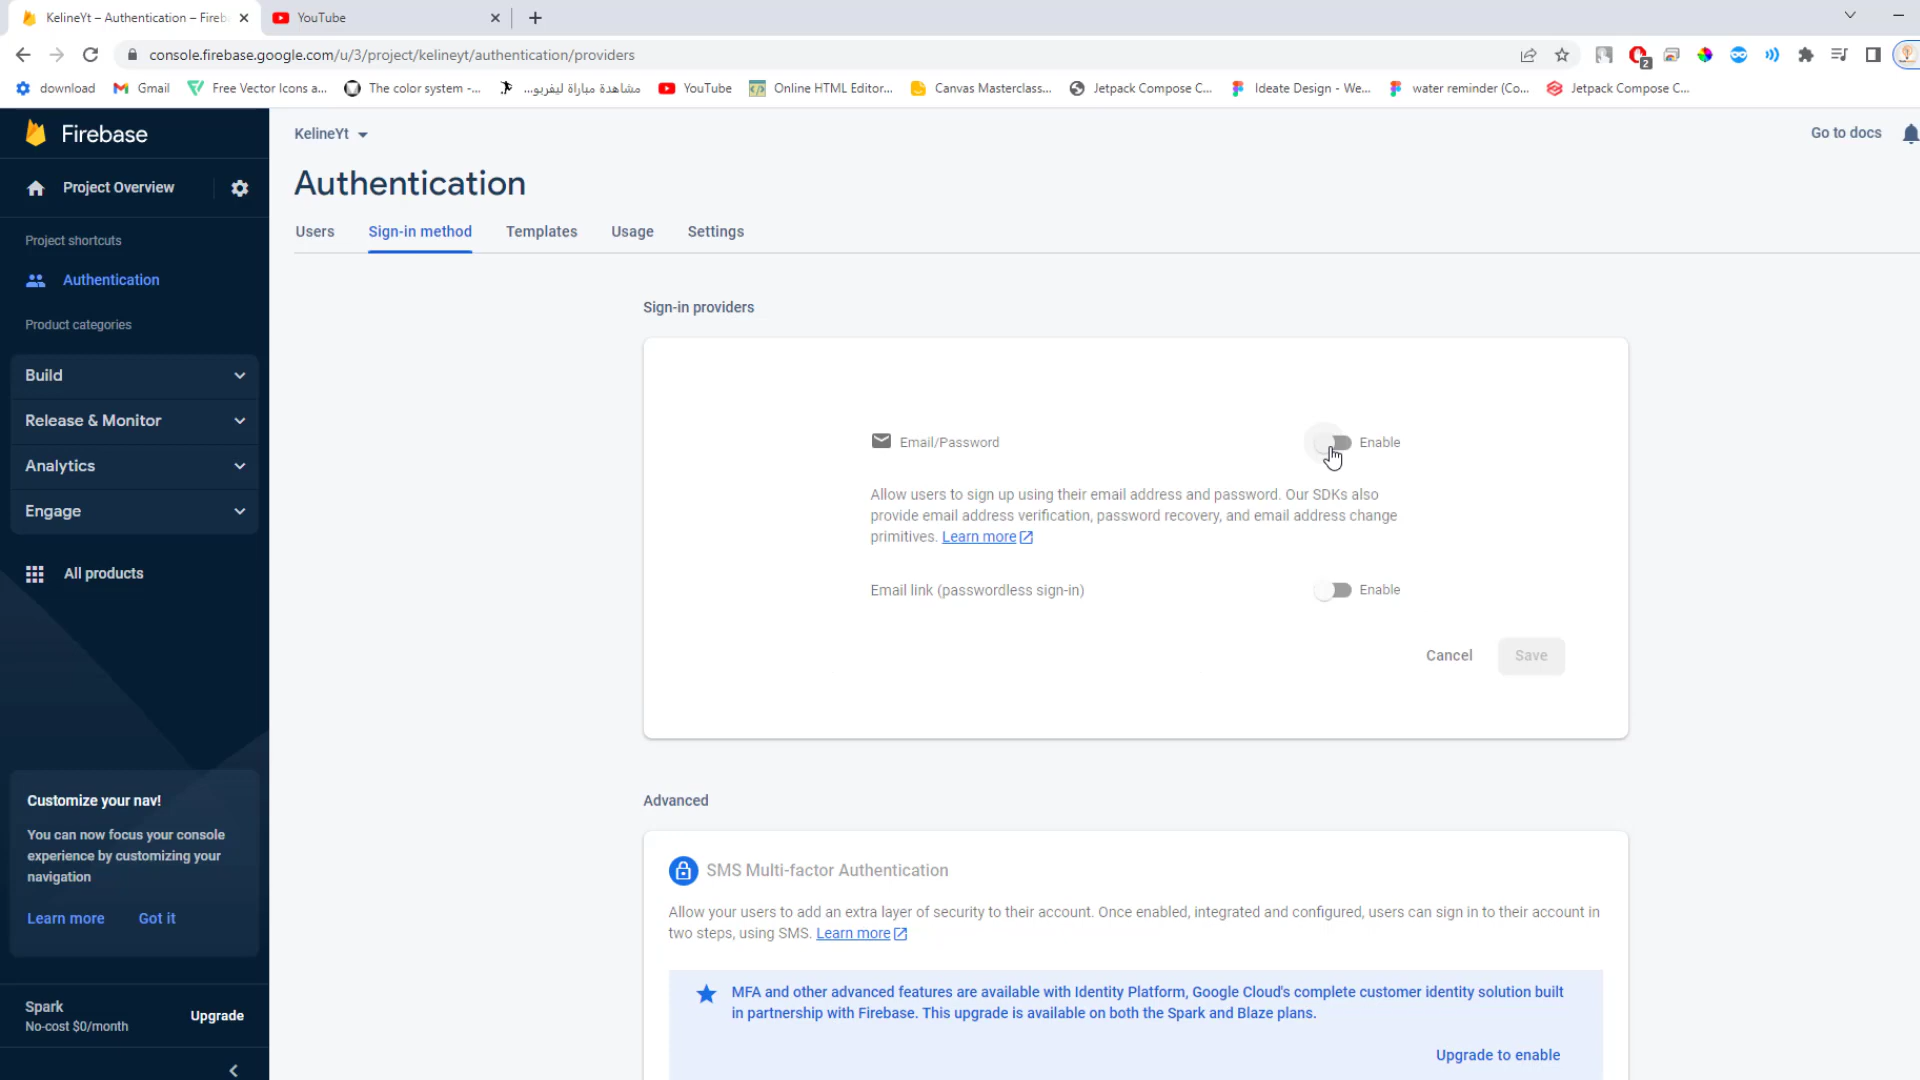 KelineYt – Authentication – Fireb
YouTube
console.firebase.google.com/u/3/project/kelineyt/authentication/providers
2
download
Gmail
Free Vector Icons a...
The color system -...
مشاهدة مباراة ليفربو...
YouTube
Online HTML Editor...
Canvas Masterclass...
Jetpack Compose C...
Ideate Design - We...
water reminder (Co...
Jetpack Compose C...
Firebase
KelineYt
Go to docs
Project Overview
Authentication
Users
Sign-in method
Templates
Usage
Settings
Project shortcuts
Authentication
Product categories
Build
Release & Monitor
Analytics
Engage
All products
Sign-in providers
Email/Password
Enable
Allow users to sign up using their email address and password. Our SDKs also
provide email address verification, password recovery, and email address change
primitives. Learn more
Email link (passwordless sign-in)
Enable
Cancel
Save
Customize your nav!
You can now focus your console
experience by customizing your
navigation
Learn more
Got it
Spark
No-cost $0/month
Upgrade
Advanced
SMS Multi-factor Authentication
Allow your users to add an extra layer of security to their account. Once enabled, integrated and configured, users can sign in to their account in
two steps, using SMS. Learn more
MFA and other advanced features are available with Identity Platform, Google Cloud's complete customer identity solution built
in partnership with Firebase. This upgrade is available on both the Spark and Blaze plans.
Upgrade to enable